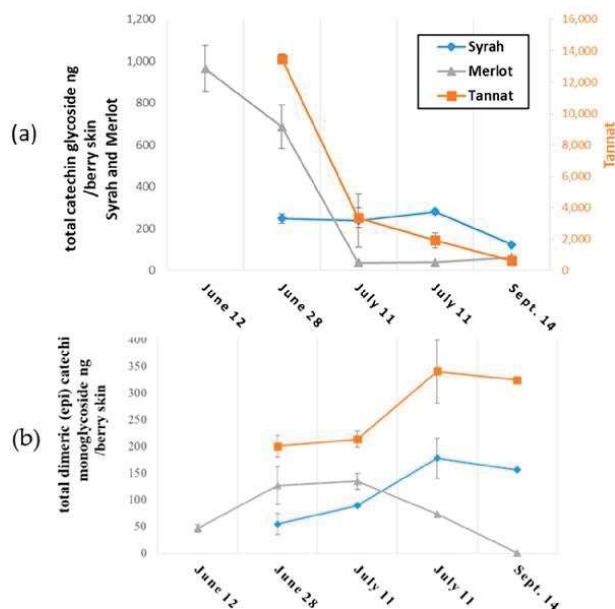 (a)
total catechin glycoside ng
/berry skin
Syrah and Merlot
1,200
1,000
800
600
400
200
0
Syrah
Merlot
Tannat
16,000
14,000
12,000
10,000
8,000
6,000
4,000
2,000
0
Tannat
June 12
June 28
July 11
July 11
Sept. 14
(b)
total dimeric (epi) catechi
monoglycoside ng
/berry skin
400
350
300
250
200
150
100
50
0
June 12
June 28
July 11
July 11
Sept. 14